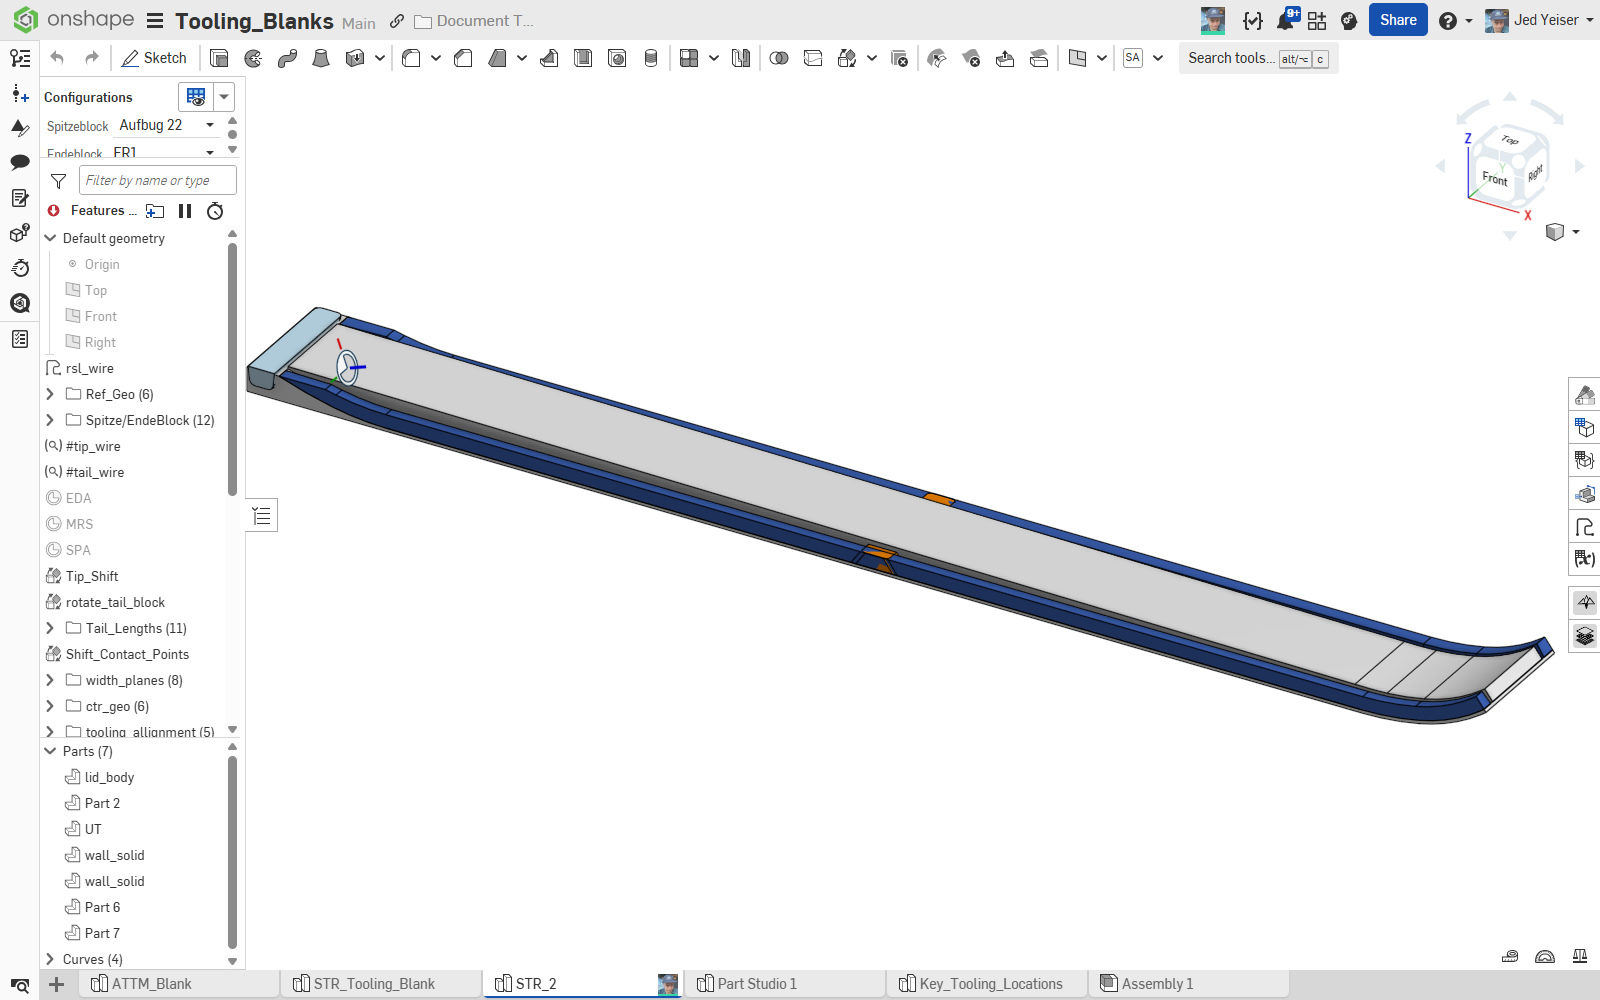 onshape Tooling_Blanks Main Document T... 9+ Share Jed Yeiser
Sketch SA Search tools... alt/⌥ c
Configurations
Spitzeblock Aufbug 22
Endeblock ER1
Filter by name or type
Features ...
Default geometry
Origin
Top
Front
Right
rsl_wire
Ref_Geo (6)
Spitze/EndeBlock (12)
#tip_wire
#tail_wire
EDA
MRS
SPA
Tip_Shift
rotate_tail_block
Tail_Lengths (11)
Shift_Contact_Points
width_planes (8)
ctr_geo (6)
tooling_allignment (5)
Parts (7)
lid_body
Part 2
UT
wall_solid
wall_solid
Part 6
Part 7
Curves (4)
Z
Top
Y
Front
Right
X
ATTM_Blank STR_Tooling_Blank STR_2 Part Studio 1 Key_Tooling_Locations Assembly 1